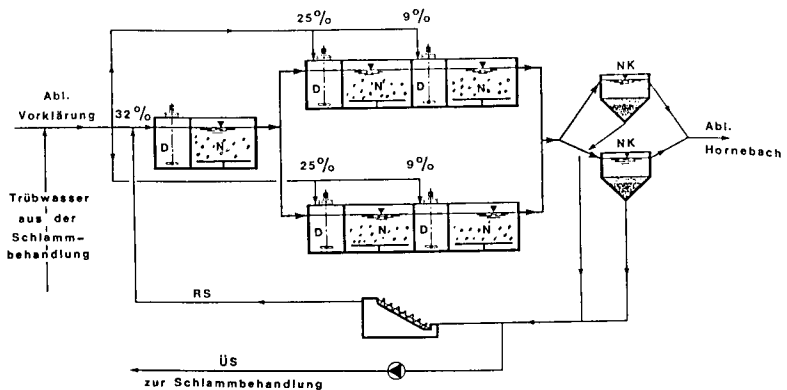 25% 9%
NK
D N D N
Abl.
Vorklärung
32%
D N
Abl.
Hornebach
NK
25% 9%
Trübwasser
aus der
Schlamm-
behandlung
D N D N
RS
ÜS
zur Schlammbehandlung